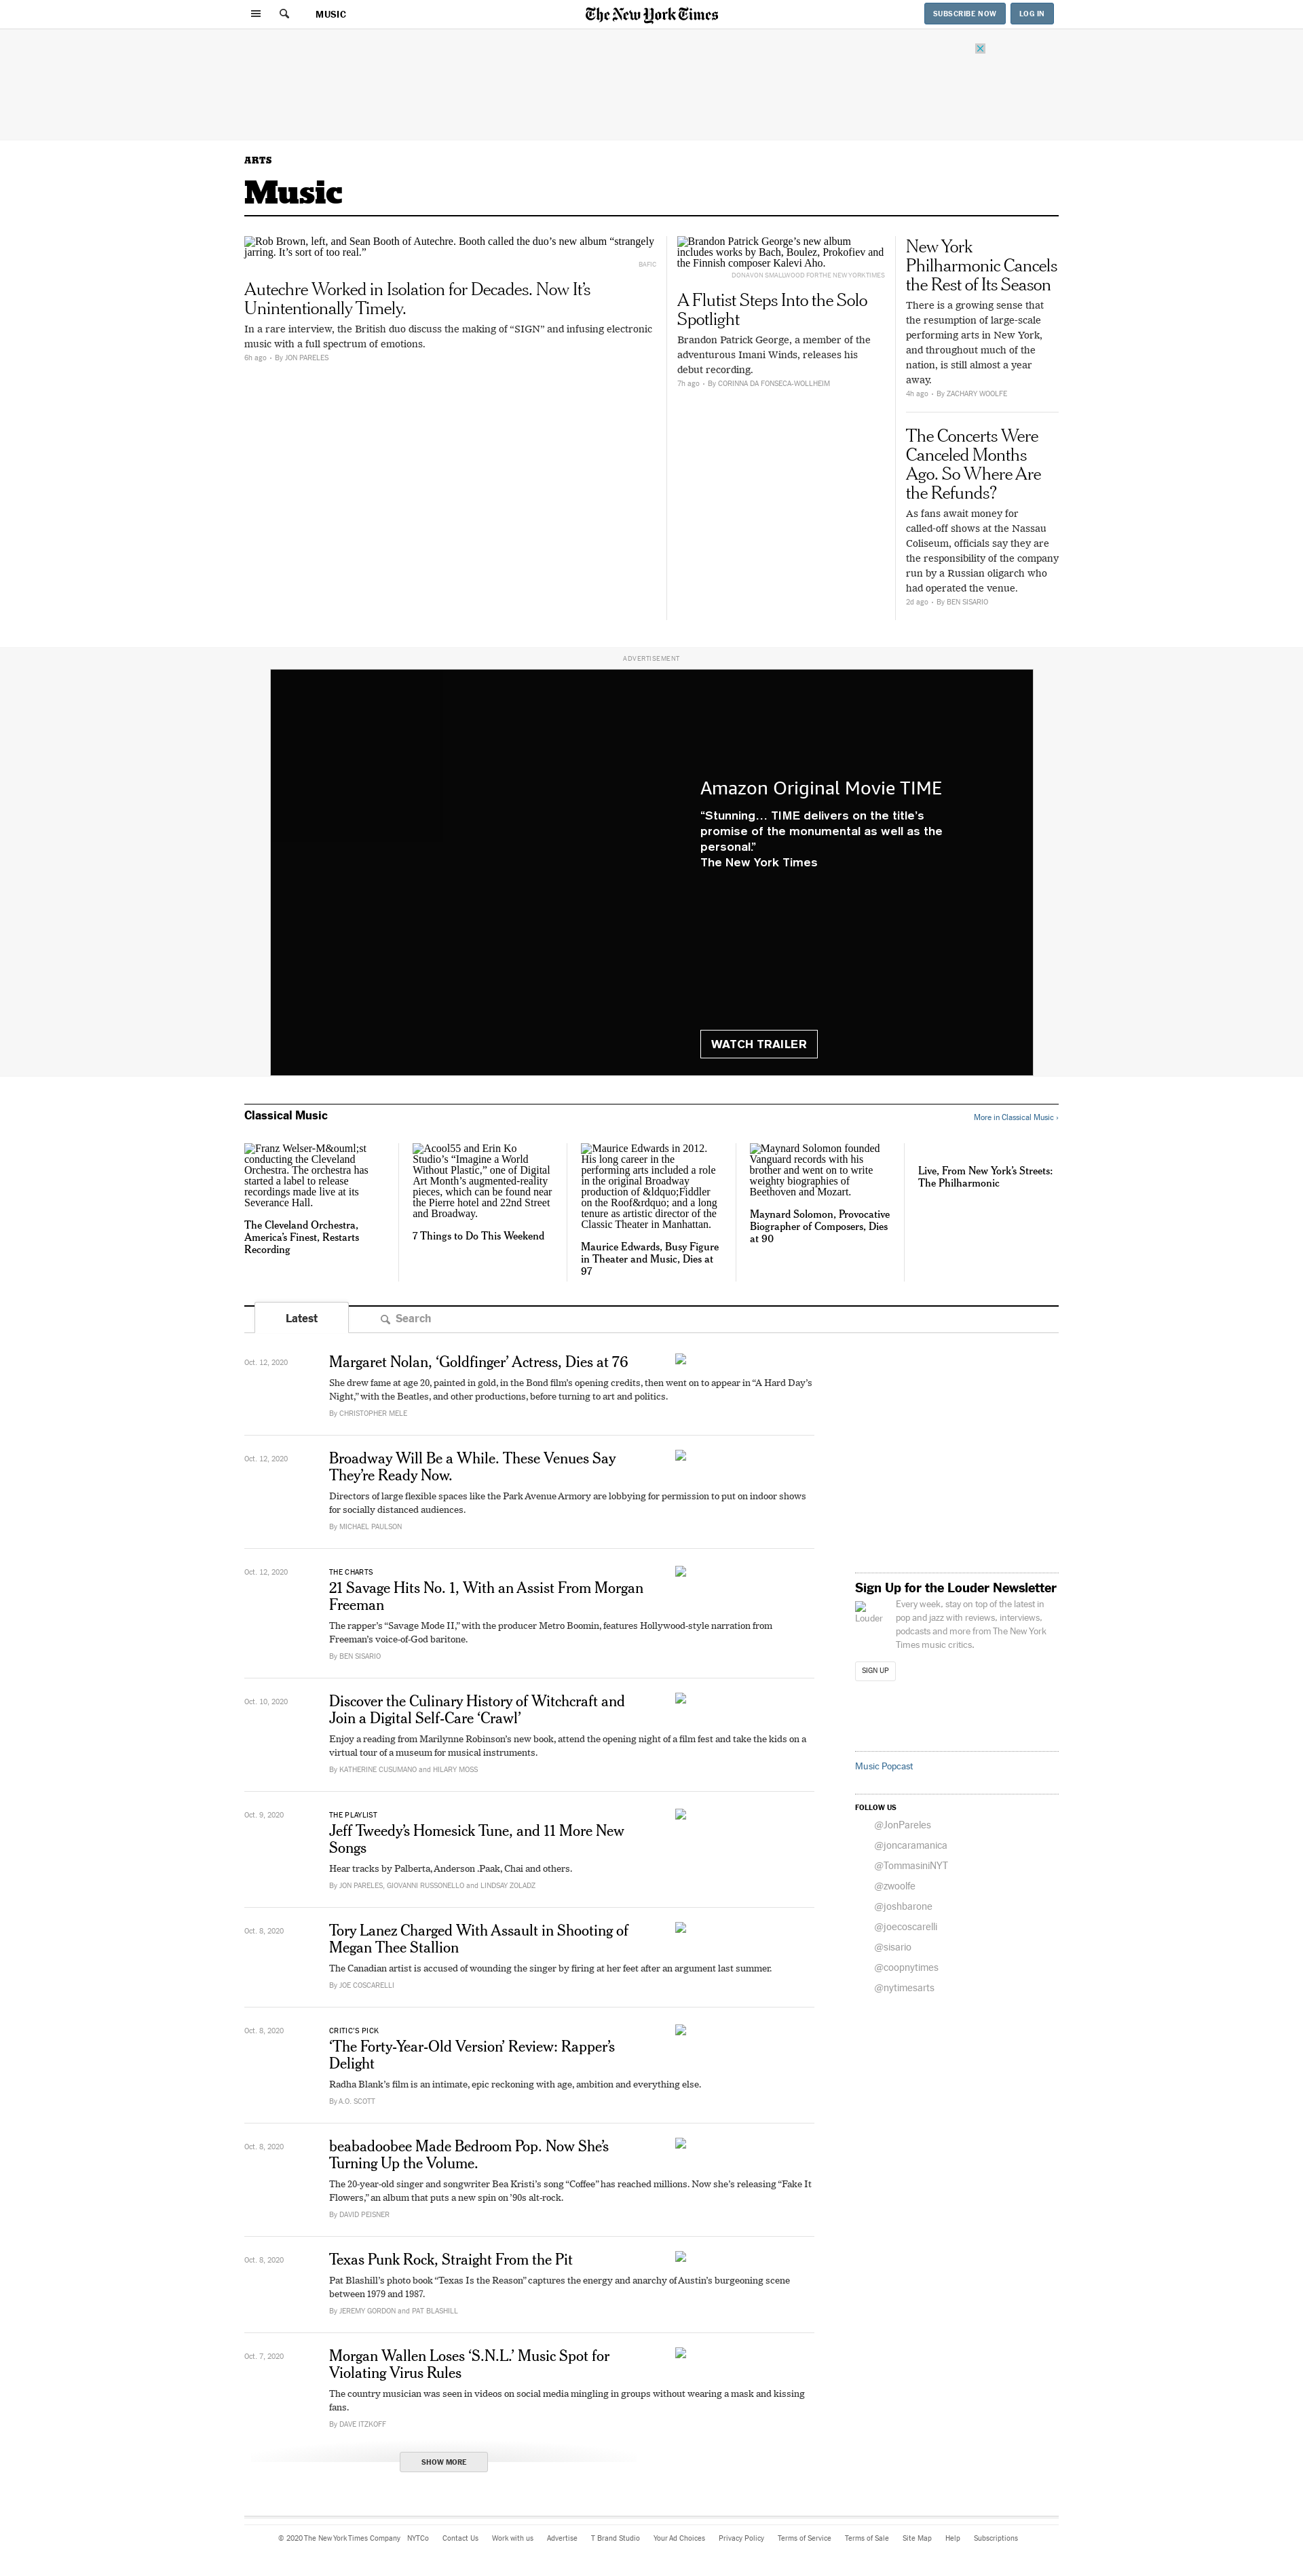 MUSIC
The New York Times
SUBSCRIBE NOW
LOG IN
ARTS
Music
Rob Brown, left, and Sean Booth of Autechre. Booth called the duo’s new album “strangely
jarring. It’s sort of too real.”
BAFIC
Autechre Worked in Isolation for Decades. Now It’s
Unintentionally Timely.
In a rare interview, the British duo discuss the making of “SIGN” and infusing electronic
music with a full spectrum of emotions.
6h ago • By JON PARELES
Brandon Patrick George’s new album
includes works by Bach, Boulez, Prokofiev and
the Finnish composer Kalevi Aho.
DONAVON SMALLWOOD FOR THE NEW YORK TIMES
A Flutist Steps Into the Solo
Spotlight
Brandon Patrick George, a member of the
adventurous Imani Winds, releases his
debut recording.
7h ago • By CORINNA DA FONSECA-WOLLHEIM
New York
Philharmonic Cancels
the Rest of Its Season
There is a growing sense that
the resumption of large-scale
performing arts in New York,
and throughout much of the
nation, is still almost a year
away.
4h ago • By ZACHARY WOOLFE
The Concerts Were
Canceled Months
Ago. So Where Are
the Refunds?
As fans await money for
called-off shows at the Nassau
Coliseum, officials say they are
the responsibility of the company
run by a Russian oligarch who
had operated the venue.
2d ago • By BEN SISARIO
ADVERTISEMENT
Amazon Original Movie TIME
“Stunning… TIME delivers on the title’s
promise of the monumental as well as the
personal.”
The New York Times
WATCH TRAILER
Classical Music
More in Classical Music ›
Franz Welser-M&ouml;st
conducting the Cleveland
Orchestra. The orchestra has
started a label to release
recordings made live at its
Severance Hall.
The Cleveland Orchestra,
America’s Finest, Restarts
Recording
Acool55 and Erin Ko
Studio’s “Imagine a World
Without Plastic,” one of Digital
Art Month’s augmented-reality
pieces, which can be found near
the Pierre hotel and 22nd Street
and Broadway.
7 Things to Do This Weekend
Maurice Edwards in 2012.
His long career in the
performing arts included a role
in the original Broadway
production of &ldquo;Fiddler
on the Roof&rdquo; and a long
tenure as artistic director of the
Classic Theater in Manhattan.
Maurice Edwards, Busy Figure
in Theater and Music, Dies at
97
Maynard Solomon founded
Vanguard records with his
brother and went on to write
weighty biographies of
Beethoven and Mozart.
Maynard Solomon, Provocative
Biographer of Composers, Dies
at 90
Live, From New York’s Streets:
The Philharmonic
Latest
Search
Oct. 12, 2020
Margaret Nolan, ‘Goldfinger’ Actress, Dies at 76
She drew fame at age 20, painted in gold, in the Bond film’s opening credits, then went on to appear in “A Hard Day’s
Night,” with the Beatles, and other productions, before turning to art and politics.
By CHRISTOPHER MELE
Oct. 12, 2020
Broadway Will Be a While. These Venues Say
They’re Ready Now.
Directors of large flexible spaces like the Park Avenue Armory are lobbying for permission to put on indoor shows
for socially distanced audiences.
By MICHAEL PAULSON
Oct. 12, 2020
THE CHARTS
21 Savage Hits No. 1, With an Assist From Morgan
Freeman
The rapper’s “Savage Mode II,” with the producer Metro Boomin, features Hollywood-style narration from
Freeman’s voice-of-God baritone.
By BEN SISARIO
Oct. 10, 2020
Discover the Culinary History of Witchcraft and
Join a Digital Self-Care ‘Crawl’
Enjoy a reading from Marilynne Robinson’s new book, attend the opening night of a film fest and take the kids on a
virtual tour of a museum for musical instruments.
By KATHERINE CUSUMANO and HILARY MOSS
Oct. 9, 2020
THE PLAYLIST
Jeff Tweedy’s Homesick Tune, and 11 More New
Songs
Hear tracks by Palberta, Anderson .Paak, Chai and others.
By JON PARELES, GIOVANNI RUSSONELLO and LINDSAY ZOLADZ
Oct. 8, 2020
Tory Lanez Charged With Assault in Shooting of
Megan Thee Stallion
The Canadian artist is accused of wounding the singer by firing at her feet after an argument last summer.
By JOE COSCARELLI
Oct. 8, 2020
CRITIC’S PICK
‘The Forty-Year-Old Version’ Review: Rapper’s
Delight
Radha Blank’s film is an intimate, epic reckoning with age, ambition and everything else.
By A.O. SCOTT
Oct. 8, 2020
beabadoobee Made Bedroom Pop. Now She’s
Turning Up the Volume.
The 20-year-old singer and songwriter Bea Kristi’s song “Coffee” has reached millions. Now she’s releasing “Fake It
Flowers,” an album that puts a new spin on ’90s alt-rock.
By DAVID PEISNER
Oct. 8, 2020
Texas Punk Rock, Straight From the Pit
Pat Blashill’s photo book “Texas Is the Reason” captures the energy and anarchy of Austin’s burgeoning scene
between 1979 and 1987.
By JEREMY GORDON and PAT BLASHILL
Oct. 7, 2020
Morgan Wallen Loses ‘S.N.L.’ Music Spot for
Violating Virus Rules
The country musician was seen in videos on social media mingling in groups without wearing a mask and kissing
fans.
By DAVE ITZKOFF
SHOW MORE
Sign Up for the Louder Newsletter
Louder
Every week, stay on top of the latest in
pop and jazz with reviews, interviews,
podcasts and more from The New York
Times music critics.
SIGN UP
Music Popcast
FOLLOW US
@JonPareles
@joncaramanica
@TommasiniNYT
@zwoolfe
@joshbarone
@joecoscarelli
@sisario
@coopnytimes
@nytimesarts
© 2020 The New York Times Company NYTCo Contact Us Work with us Advertise T Brand Studio Your Ad Choices Privacy Policy Terms of Service Terms of Sale Site Map Help Subscriptions